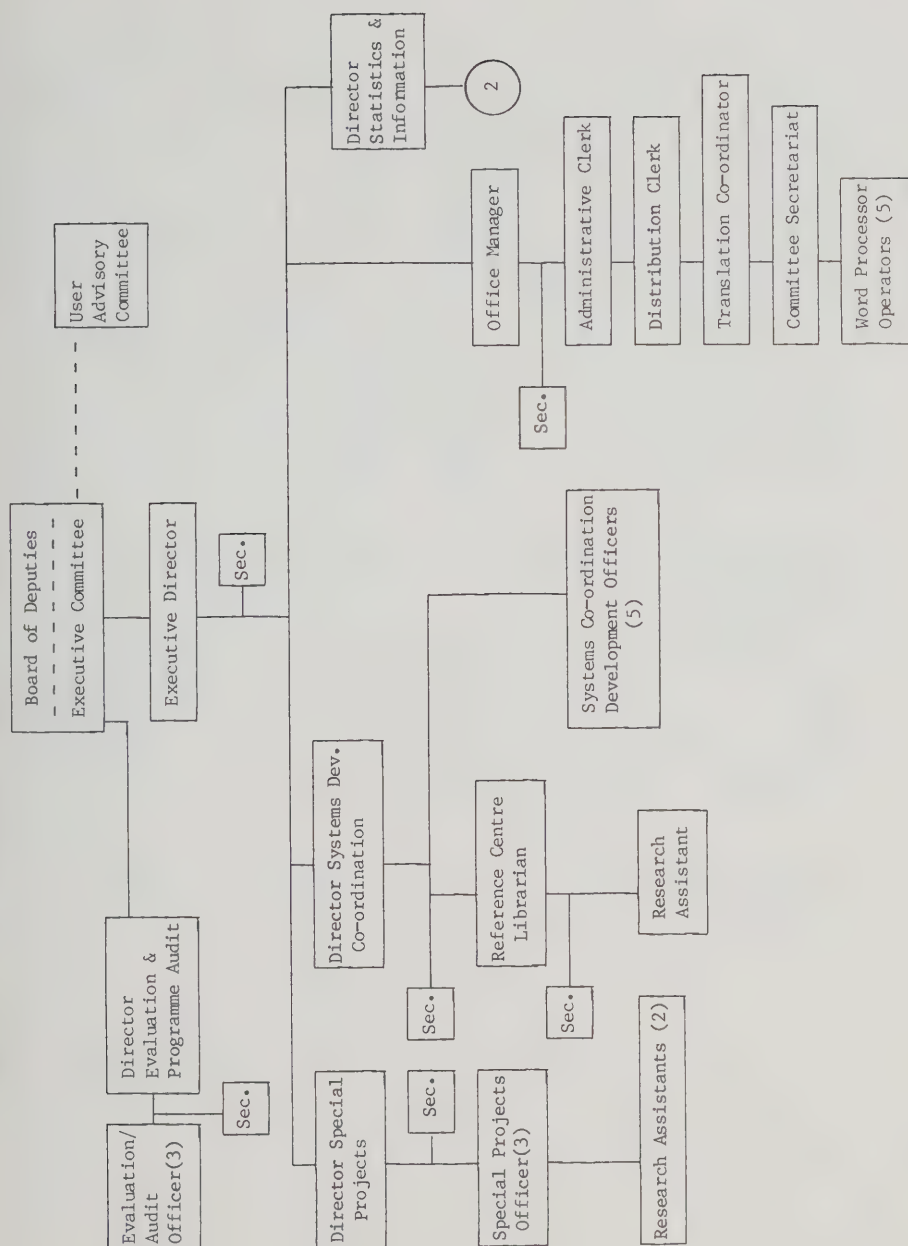 Board of Deputies
Executive Committee
User
Advisory
Committee
Executive Director
Sec.
Director
Evaluation &
Programme Audit
Evaluation/
Audit
Officer(3)
Sec.
Director Special
Projects
Sec.
Special Projects
Officer(3)
Research Assistants (2)
Director Systems Dev.
Co-ordination
Sec.
Reference Centre
Librarian
Sec.
Research
Assistant
Systems Co-ordination
Development Officers
(5)
Office Manager
Sec.
Administrative Clerk
Distribution Clerk
Translation Co-ordinator
Committee Secretariat
Word Processor
Operators (5)
Director
Statistics &
Information
2